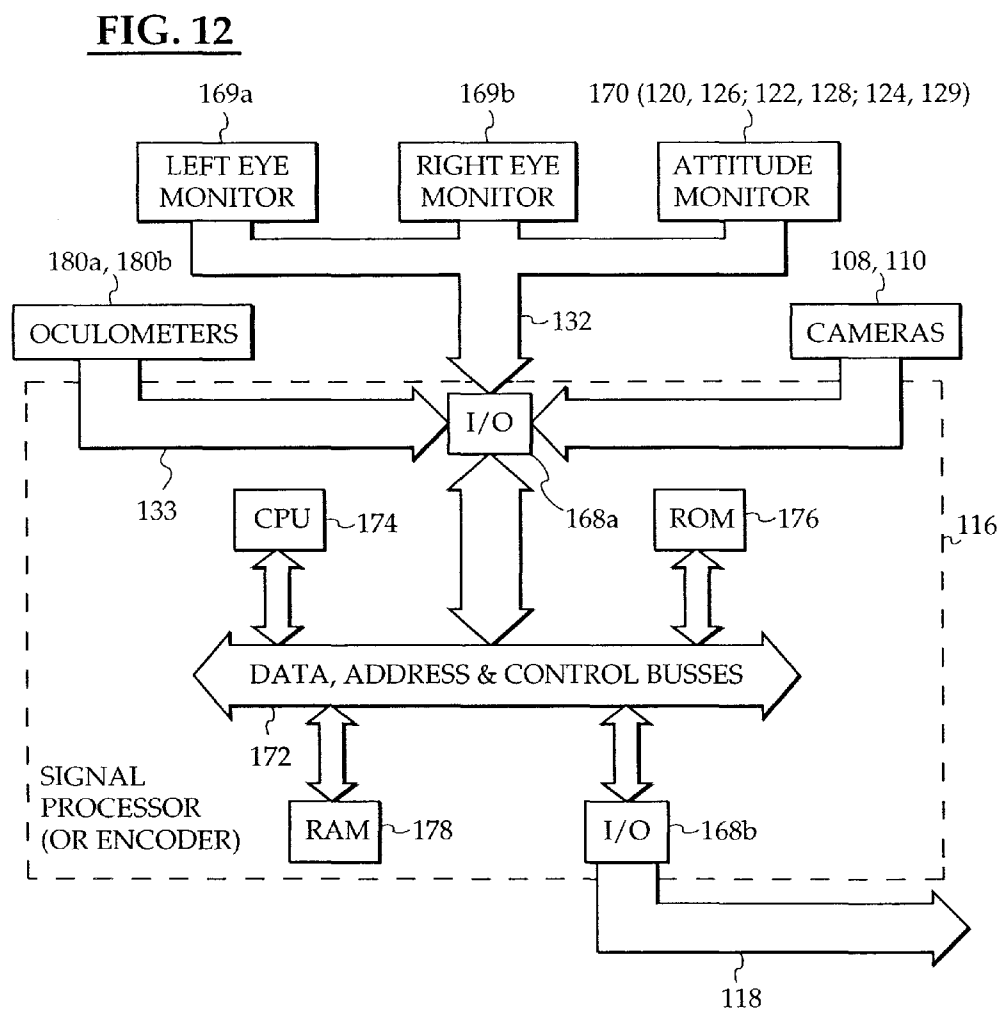 FIG. 12
169a
169b
170 (120, 126; 122, 128; 124, 129)
LEFT EYE
MONITOR
RIGHT EYE
MONITOR
ATTITUDE
MONITOR
180a, 180b
108, 110
OCULOMETERS
132
CAMERAS
I/O
133
CPU
174
168a
ROM
176
116
DATA, ADDRESS & CONTROL BUSSES
172
SIGNAL
PROCESSOR
(OR ENCODER)
RAM
178
I/O
168b
118